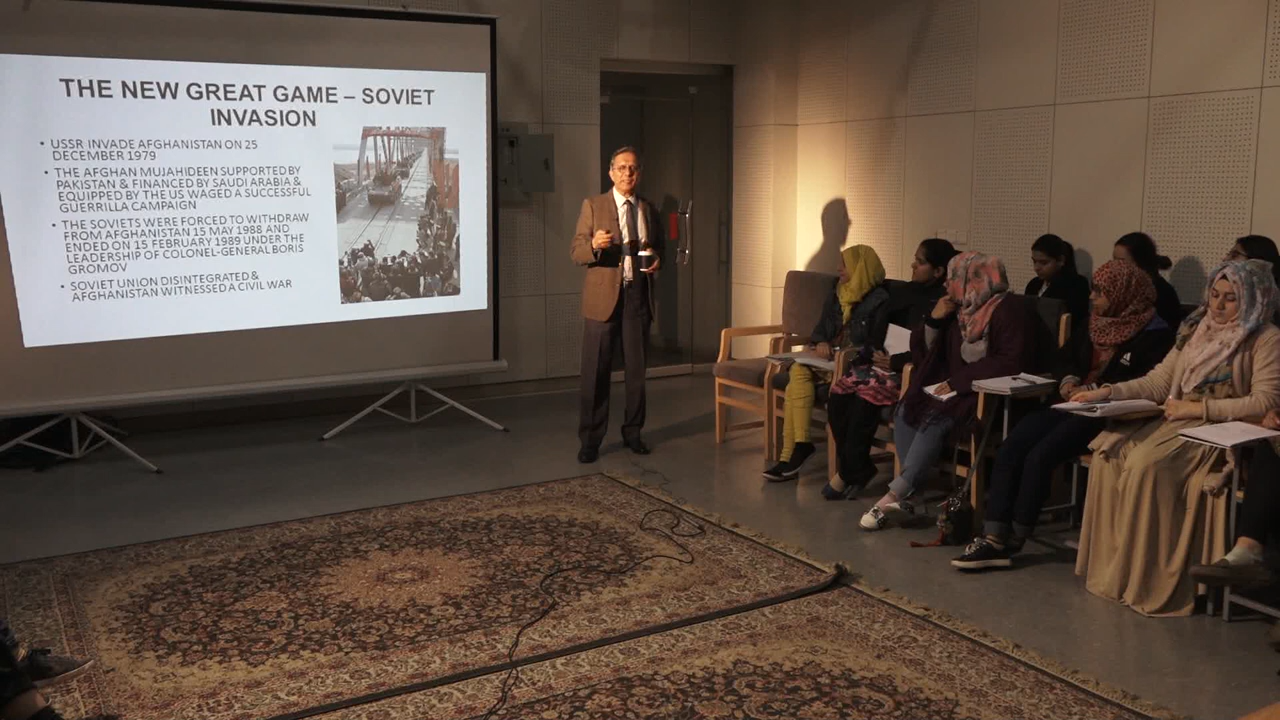 THE NEW GREAT GAME – SOVIET
INVASION
• USSR INVADE AFGHANISTAN ON 25
DECEMBER 1979
• THE AFGHAN MUJAHIDEEN SUPPORTED BY
PAKISTAN & FINANCED BY SAUDI ARABIA &
EQUIPPED BY THE US WAGED A SUCCESSFUL
GUERRILLA CAMPAIGN
• THE SOVIETS WERE FORCED TO WITHDRAW
FROM AFGHANISTAN 15 MAY 1988 AND
ENDED ON 15 FEBRUARY 1989 UNDER THE
LEADERSHIP OF COLONEL-GENERAL BORIS
GROMOV
• SOVIET UNION DISINTEGRATED &
AFGHANISTAN WITNESSED A CIVIL WAR